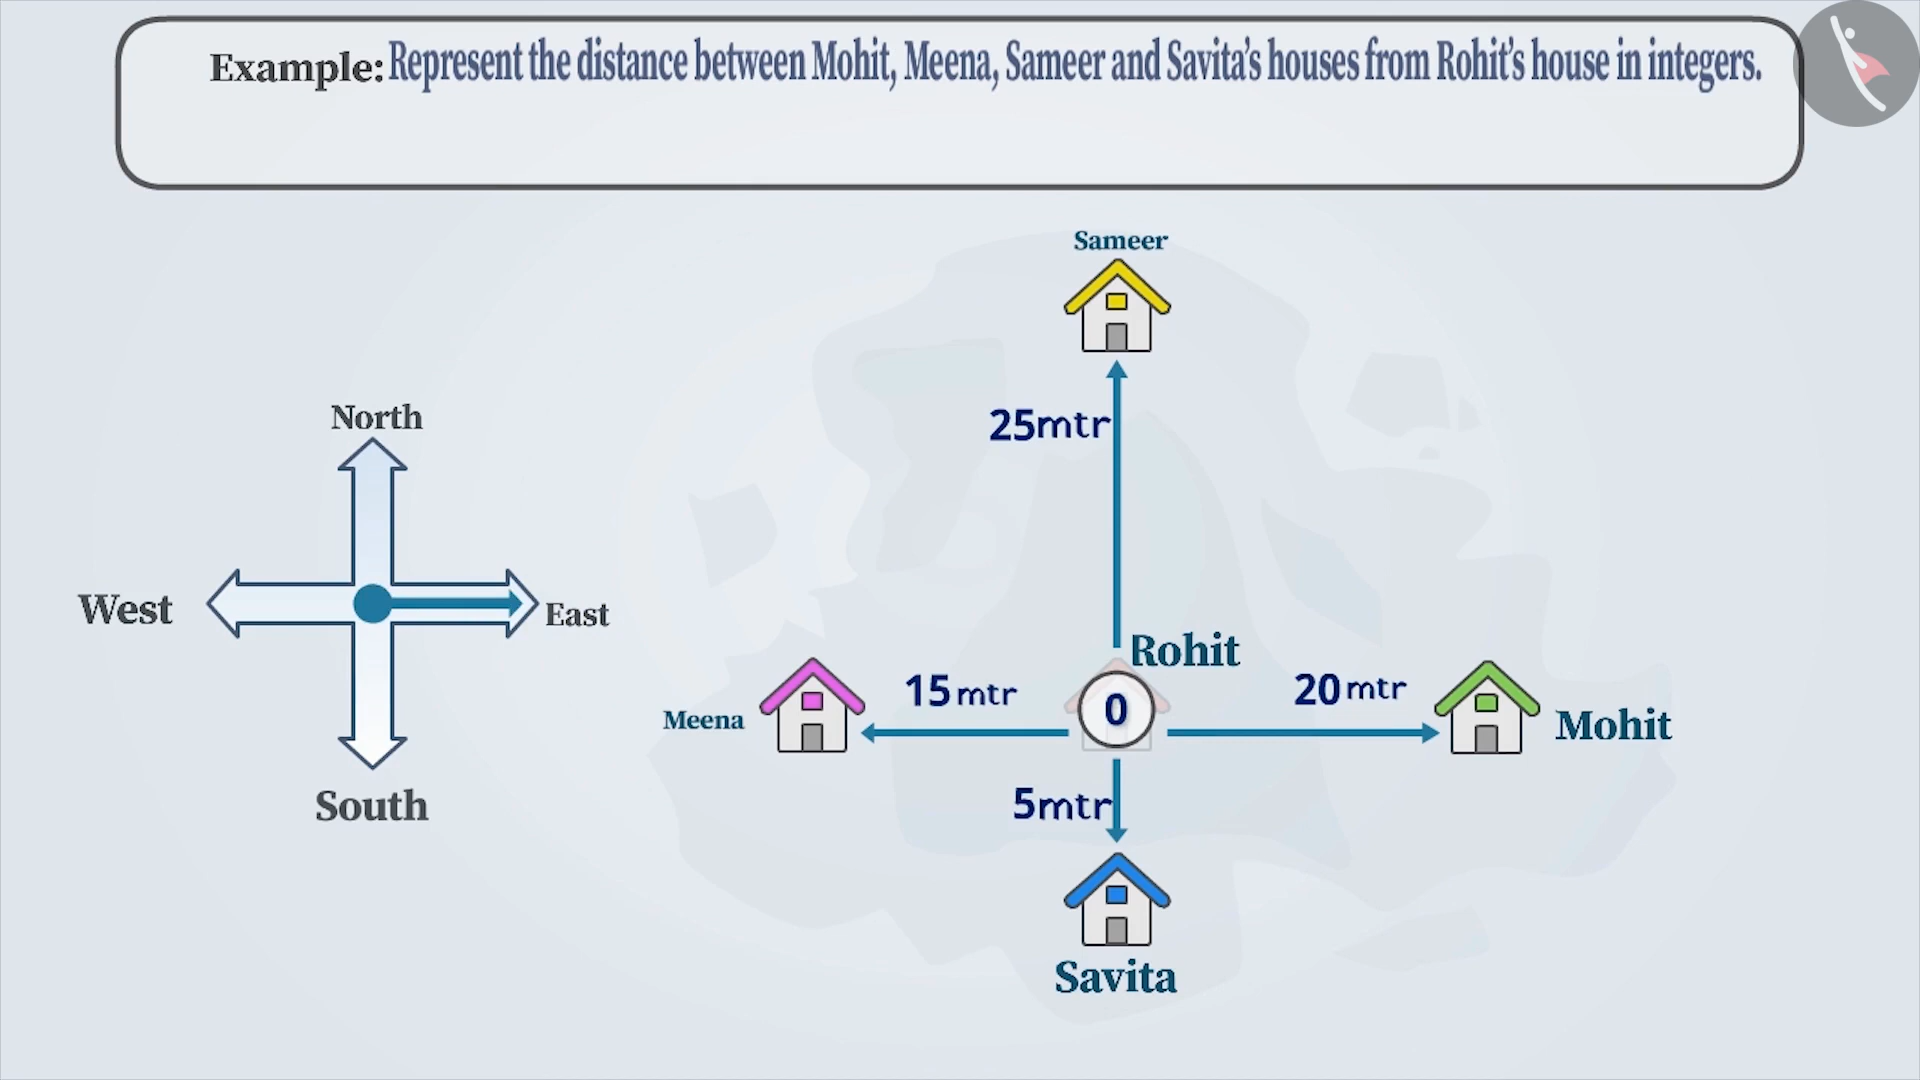 Example: Represent the distance between Mohit, Meena, Sameer and Savita's houses from Rohit's house in integers.
Sameer
North
25mtr
West
East
Rohit
15 mtr
0
20 mtr
Meena
Mohit
South
5mtr
Savita